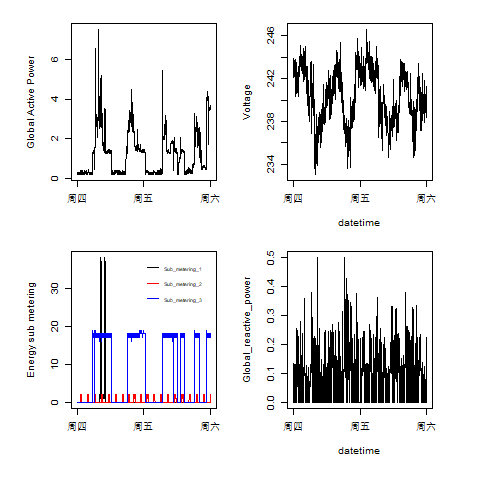 Global Active Power
6
4
2
0
周四 周五 周六
Voltage
246
242
238
234
周四 周五 周六
datetime
Energy sub metering
30
20
10
0
Sub_metering_1
Sub_metering_2
Sub_metering_3
周四 周五 周六
Global_reactive_power
0.5
0.4
0.3
0.2
0.1
0.0
周四 周五 周六
datetime